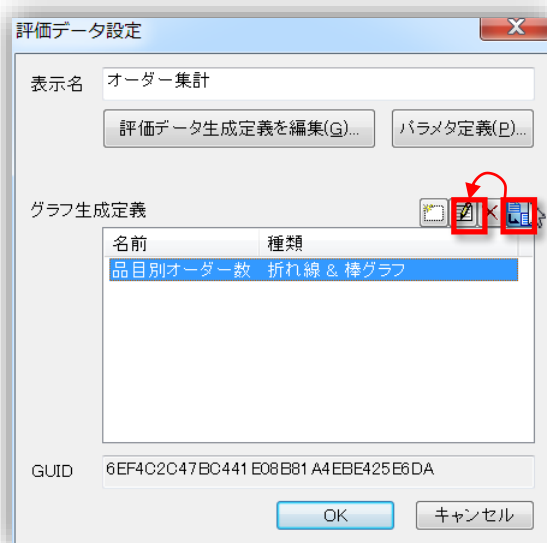 評価データ設定
表示名 オーダー集計
評価データ生成定義を編集(G)... パラメタ定義(P)...
グラフ生成定義
名前 種類
品目別オーダー数 折れ線 & 棒グラフ
GUID 6EF4C2C47BC441E08B81A4EBE425E6DA
OK キャンセル